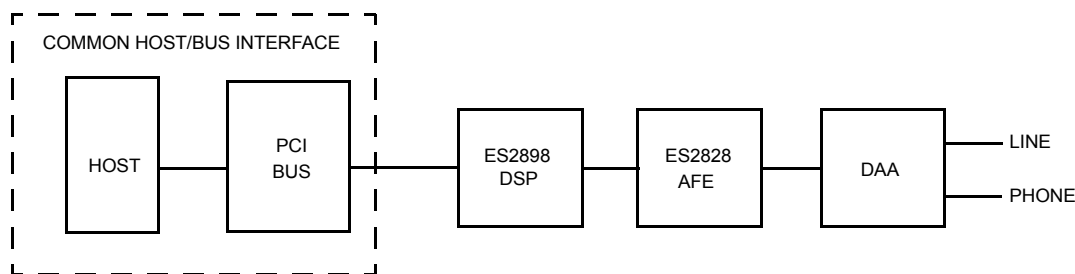 COMMON HOST/BUS INTERFACE
HOST
PCI
BUS
ES2898
DSP
ES2828
AFE
DAA
LINE
PHONE